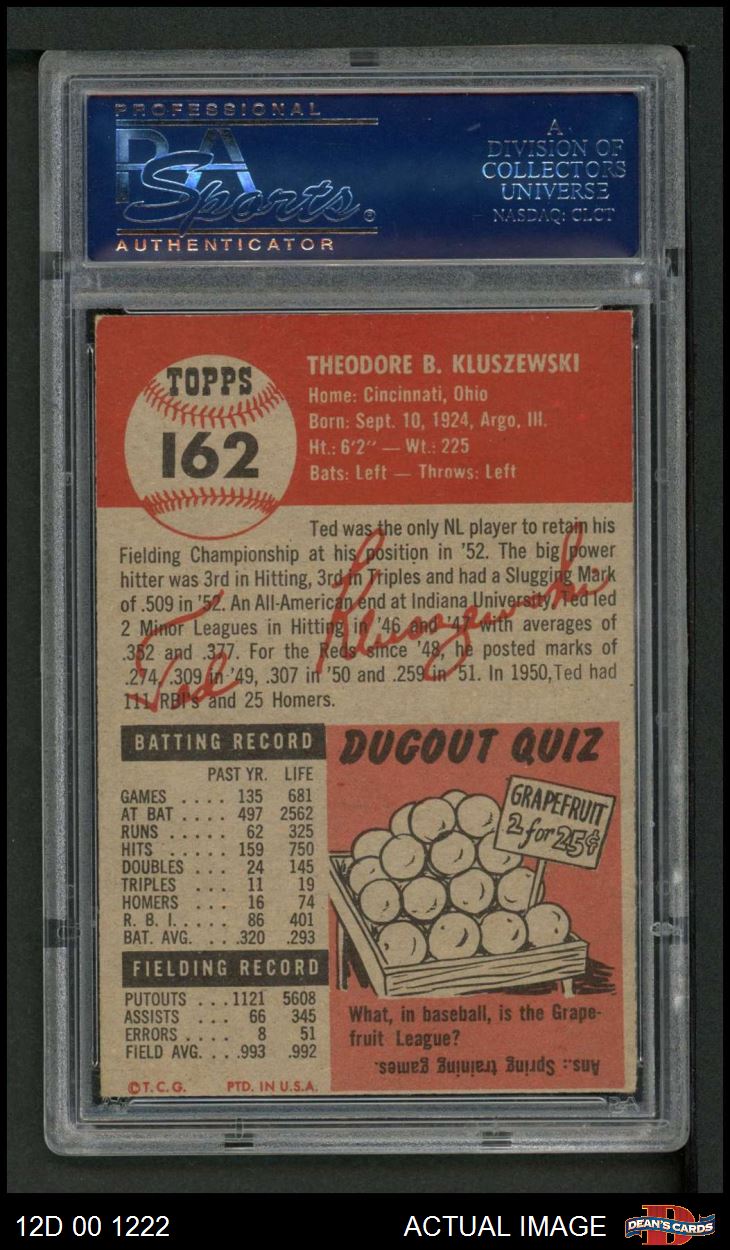 PROFESSIONAL
PSA
Sports®
AUTHENTICATOR
A
DIVISION OF
COLLECTORS
UNIVERSE
NASDAQ: CLCT
TOPPS
162
THEODORE B. KLUSZEWSKI
Home: Cincinnati, Ohio
Born: Sept. 10, 1924, Argo, Ill.
Ht.: 6'2" — Wt.: 225
Bats: Left — Throws: Left
Ted was the only NL player to retain his
Fielding Championship at his position in '52. The big power
hitter was 3rd in Hitting, 3rd in Triples and had a Slugging Mark
of .509 in '52. An All-American end at Indiana University, Ted led
2 Minor Leagues in Hitting in '46 and '47 with averages of
.352 and .377. For the Reds since '48, he posted marks of
.274, .309 in '49, .307 in '50 and .259 in '51. In 1950, Ted had
111 RBI's and 25 Homers.
Ted Kluszewski
BATTING RECORD
PAST YR. LIFE
GAMES .... 135 681
AT BAT .... 497 2562
RUNS ...... 62 325
HITS ...... 159 750
DOUBLES ... 24 145
TRIPLES ... 11 19
HOMERS ... 16 74
R. B. I. ..... 86 401
BAT. AVG. ... .320 .293
FIELDING RECORD
PUTOUTS ... 1121 5608
ASSISTS .... 66 345
ERRORS .... 8 51
FIELD AVG. ... .993 .992
© T. C. G. PTD. IN U.S.A.
DUGOUT QUIZ
GRAPEFRUIT
2 for 25¢
What, in baseball, is the Grape-
fruit League?
Ans.: Spring training games.
12D 00 1222
ACTUAL IMAGE
DEAN'S CARDS